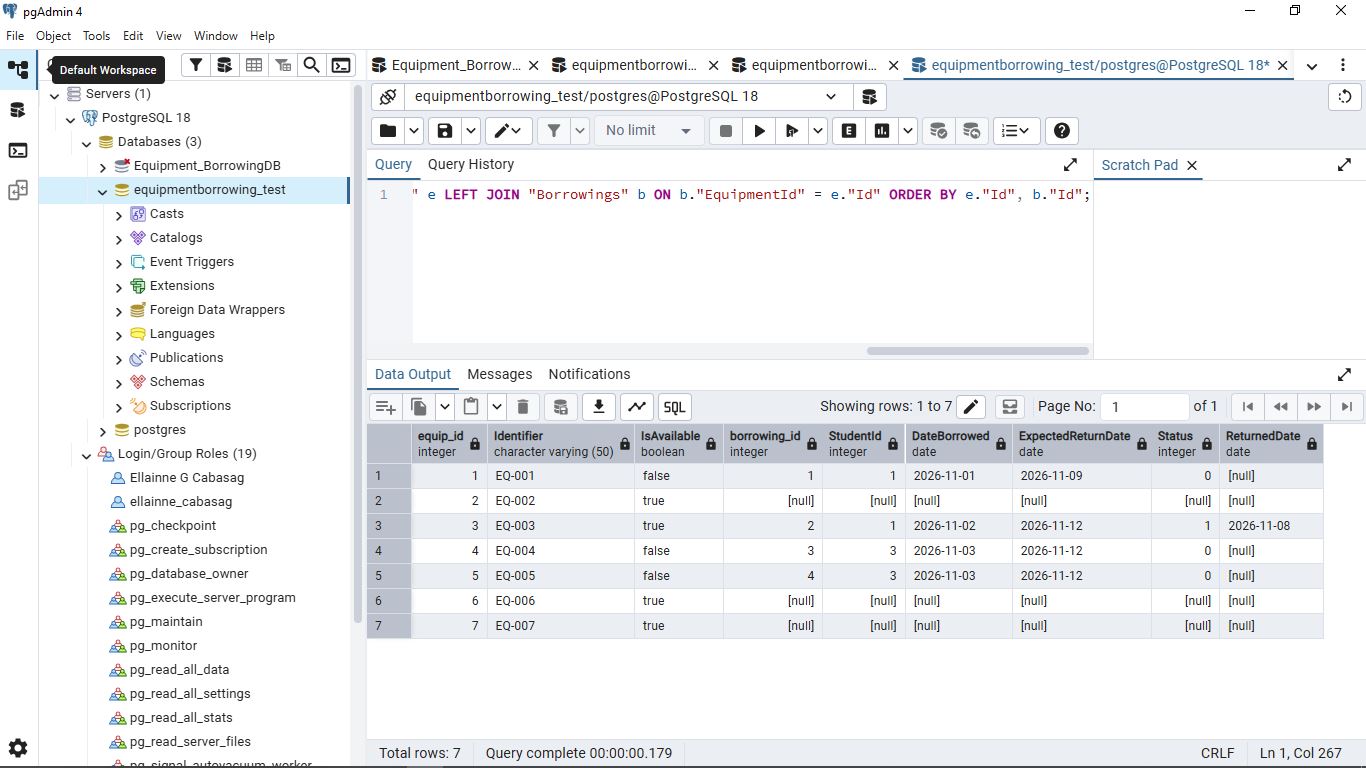 pgAdmin 4
File Object Tools Edit View Window Help
Default Workspace
Equipment_Borrow... equipmentborrowi... equipmentborrowi... equipmentborrowing_test/postgres@PostgreSQL 18*
Servers (1)
PostgreSQL 18
Databases (3)
Equipment_BorrowingDB
equipmentborrowing_test
Casts
Catalogs
Event Triggers
Extensions
Foreign Data Wrappers
Languages
Publications
Schemas
Subscriptions
postgres
Login/Group Roles (19)
Ellainne G Cabasag
ellainne_cabasag
pg_checkpoint
pg_create_subscription
pg_database_owner
pg_execute_server_program
pg_maintain
pg_monitor
pg_read_all_data
pg_read_all_settings
pg_read_all_stats
pg_read_server_files
pg_signal_autovacuum_worker
equipmentborrowing_test/postgres@PostgreSQL 18
No limit
E
Query Query History
Scratch Pad
1 " e LEFT JOIN "Borrowings" b ON b."EquipmentId" = e."Id" ORDER BY e."Id", b."Id";
Data Output Messages Notifications
SQL Showing rows: 1 to 7 Page No: 1 of 1
equip_id integer Identifier character varying (50) IsAvailable boolean borrowing_id integer StudentId integer DateBorrowed date ExpectedReturnDate date Status integer ReturnedDate date
1 1 EQ-001 false 1 1 2026-11-01 2026-11-09 0 [null]
2 2 EQ-002 true [null] [null] [null] [null] [null] [null]
3 3 EQ-003 true 2 1 2026-11-02 2026-11-12 1 2026-11-08
4 4 EQ-004 false 3 3 2026-11-03 2026-11-12 0 [null]
5 5 EQ-005 false 4 3 2026-11-03 2026-11-12 0 [null]
6 6 EQ-006 true [null] [null] [null] [null] [null] [null]
7 7 EQ-007 true [null] [null] [null] [null] [null] [null]
Total rows: 7 Query complete 00:00:00.179 CRLF Ln 1, Col 267